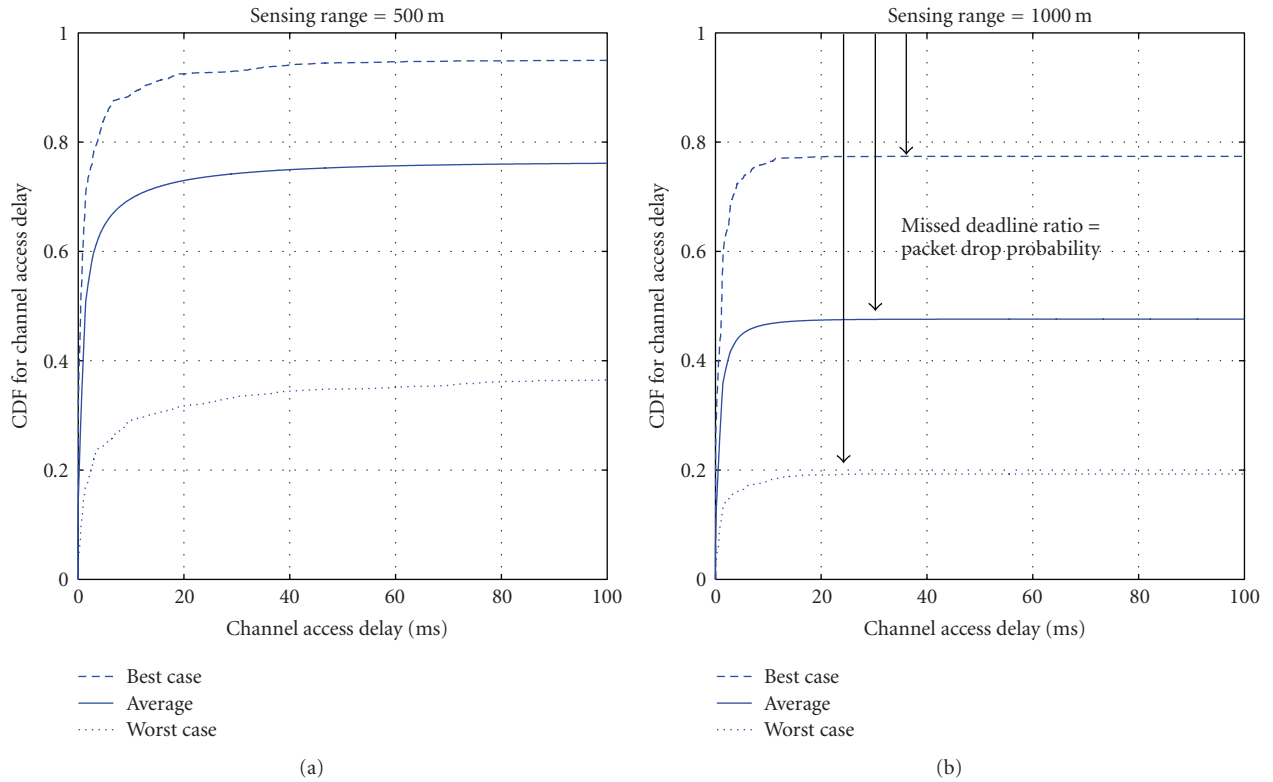 Sensing range = 500 m
1
0.8
0.6
0.4
0.2
0
CDF for channel access delay
0 20 40 60 80 100
Channel access delay (ms)
Best case
Average
Worst case
(a)
Sensing range = 1000 m
1
0.8
0.6
0.4
0.2
0
CDF for channel access delay
Missed deadline ratio =
packet drop probability
0 20 40 60 80 100
Channel access delay (ms)
Best case
Average
Worst case
(b)